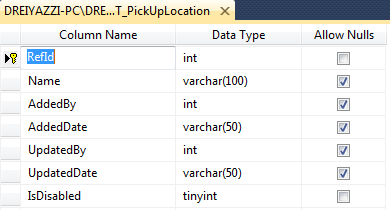 DREIYAZZI-PC\DRE...T_PickUpLocation
Column Name Data Type Allow Nulls
RefId int
Name varchar(100)
AddedBy int
AddedDate varchar(50)
UpdatedBy int
UpdatedDate varchar(50)
IsDisabled tinyint